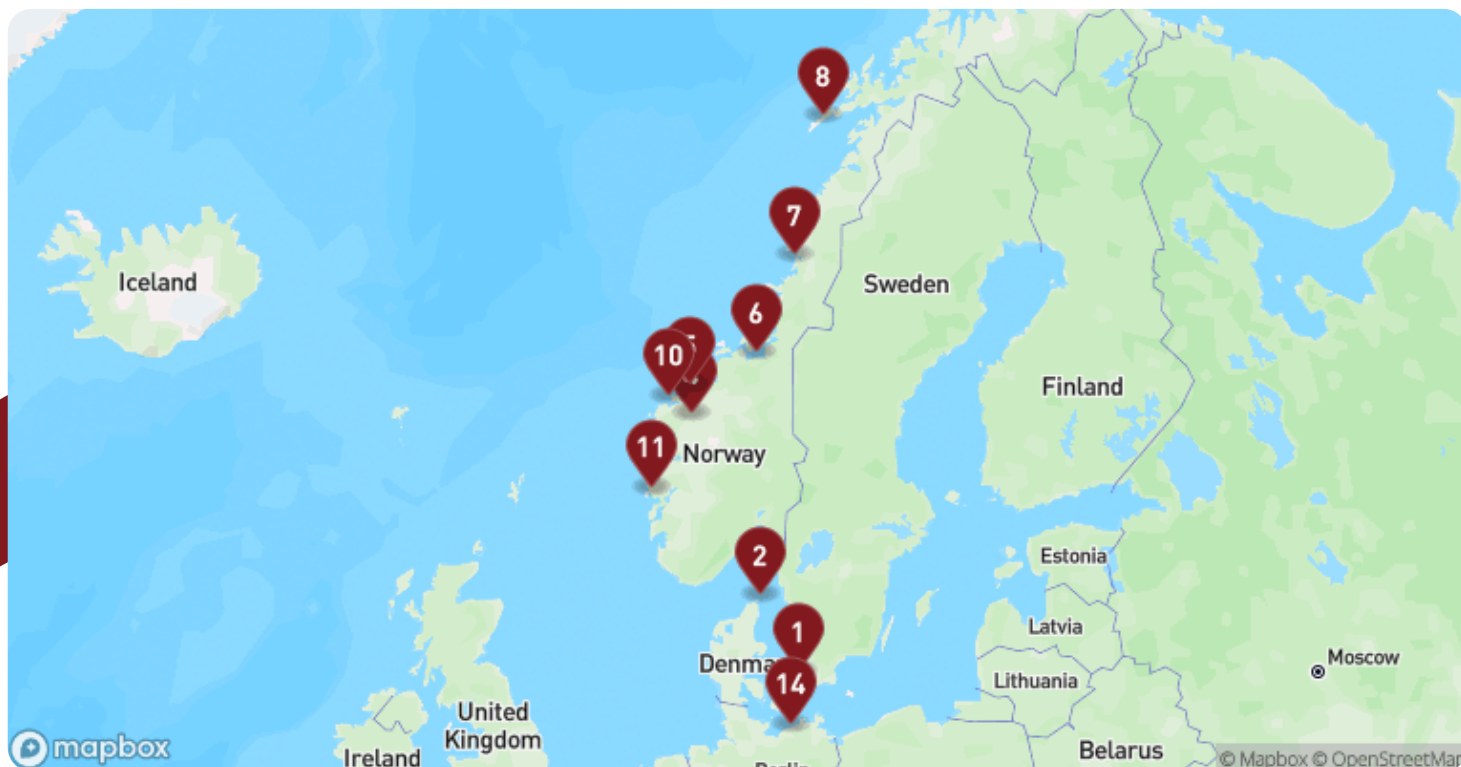 8
7
Iceland
Sweden
6
10
Finland
11
Norway
2
Estonia
1
Latvia
Denma
Moscow
14
Lithuania
United
Kingdom
mapbox
Ireland
Belarus
© Mapbox © OpenStreetMap